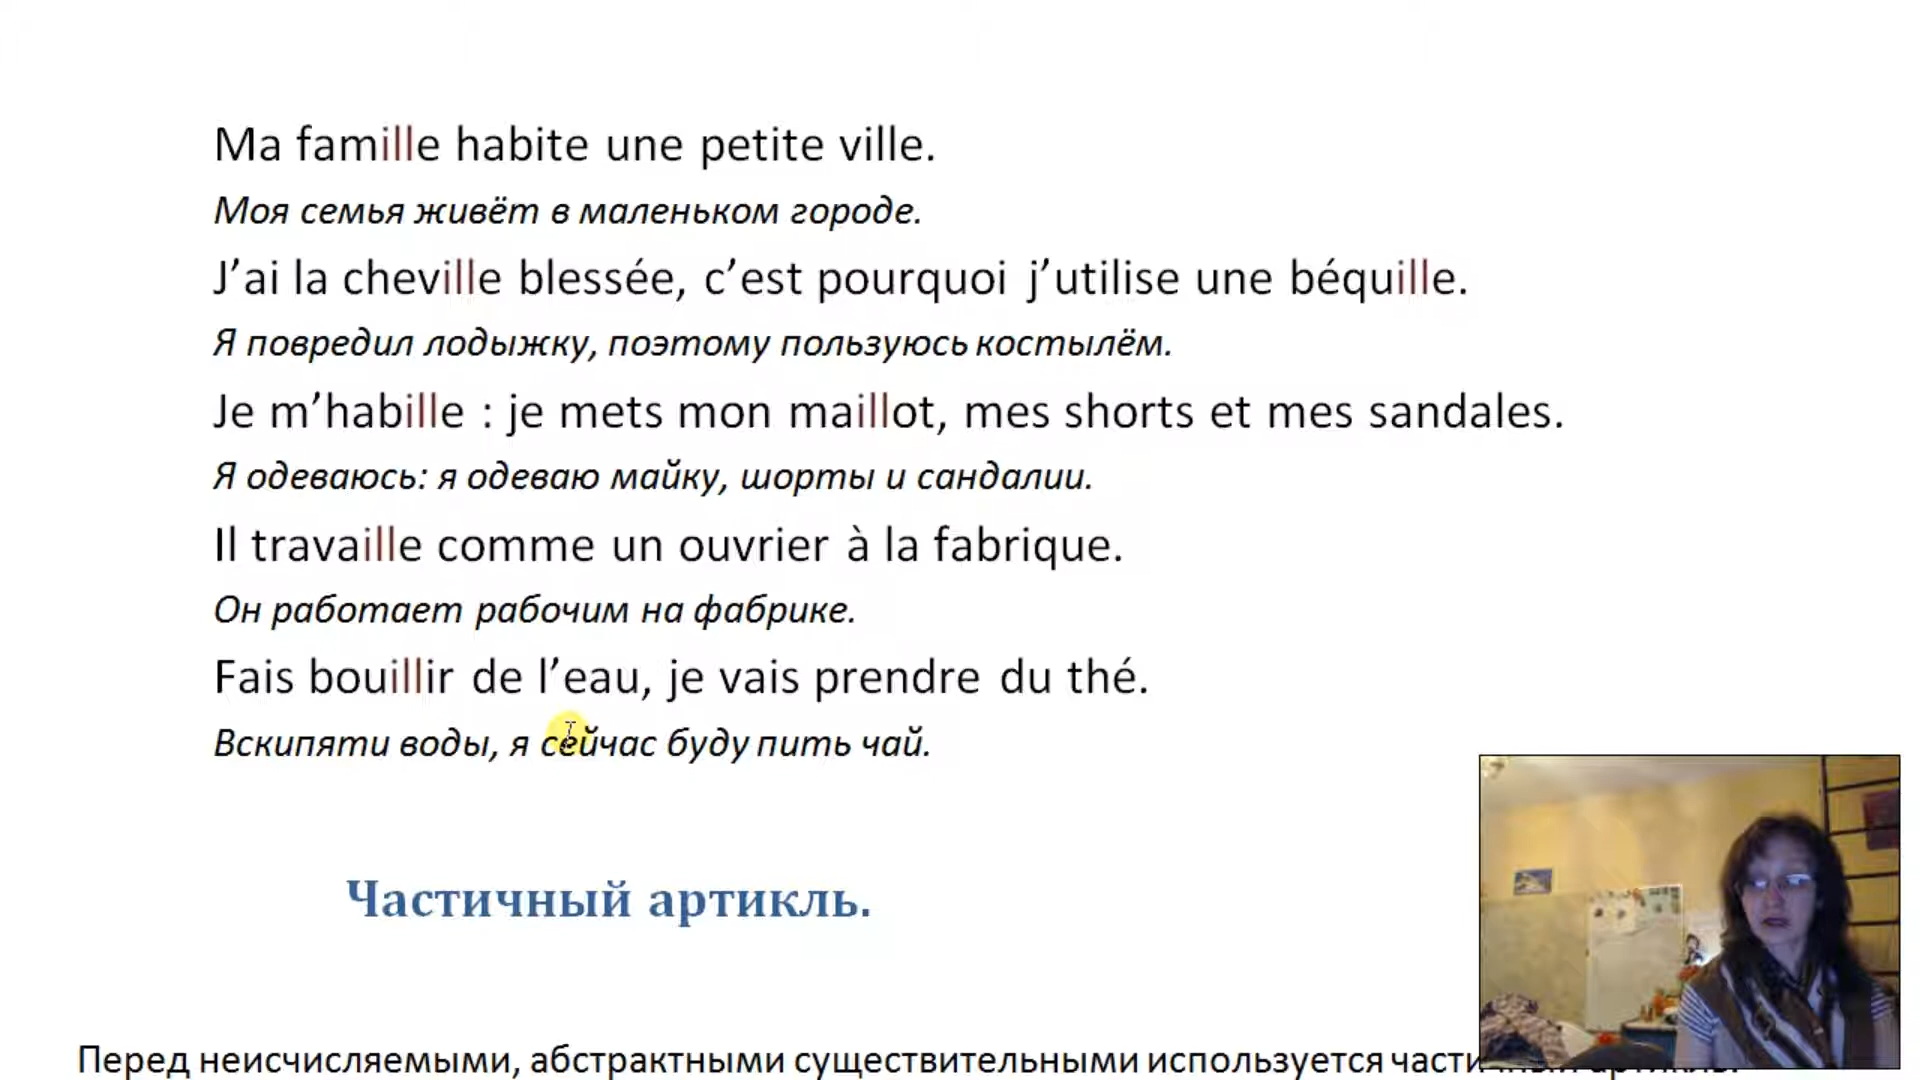 Ma famille habite une petite ville.
Моя семья живёт в маленьком городе.
J’ai la cheville blessée, c’est pourquoi j’utilise une béquille.
Я повредил лодыжку, поэтому пользуюсь костылём.
Je m’habille : je mets mon maillot, mes shorts et mes sandales.
Я одеваюсь: я одеваю майку, шорты и сандалии.
Il travaille comme un ouvrier à la fabrique.
Он работает рабочим на фабрике.
Fais bouillir de l’eau, je vais prendre du thé.
Вскипяти воды, я сейчас буду пить чай.
Частичный артикль.
Перед неисчисляемыми, абстрактными существительными используется